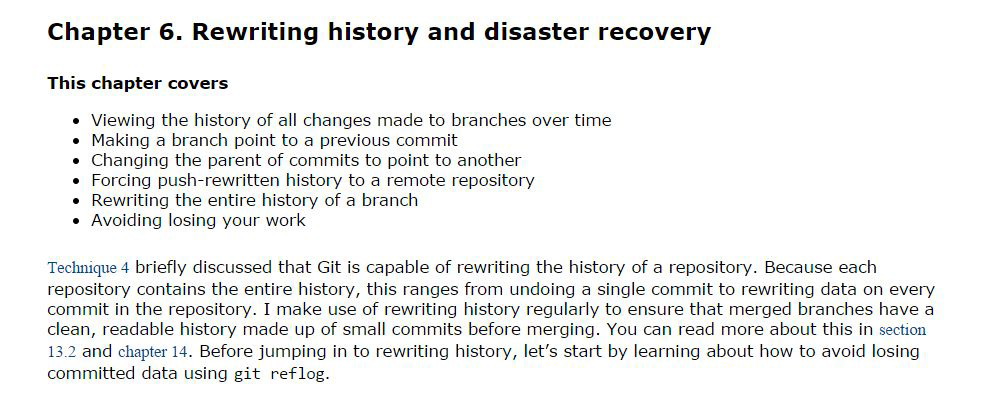 Chapter 6. Rewriting history and disaster recovery
This chapter covers
• Viewing the history of all changes made to branches over time
• Making a branch point to a previous commit
• Changing the parent of commits to point to another
• Forcing push-rewritten history to a remote repository
• Rewriting the entire history of a branch
• Avoiding losing your work
Technique 4 briefly discussed that Git is capable of rewriting the history of a repository. Because each
repository contains the entire history, this ranges from undoing a single commit to rewriting data on every
commit in the repository. I make use of rewriting history regularly to ensure that merged branches have a
clean, readable history made up of small commits before merging. You can read more about this in section
13.2 and chapter 14. Before jumping in to rewriting history, let’s start by learning about how to avoid losing
committed data using git reflog.